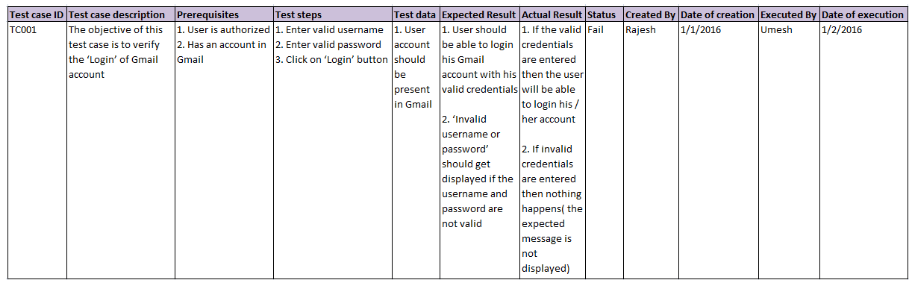 Test case ID Test case description Prerequisites Test steps Test data Expected Result Actual Result Status Created By Date of creation Executed By Date of execution
TC001
The objective of this
test case is to verify
the ‘Login’ of Gmail
account
1. User is authorized
2. Has an account in
Gmail
1. Enter valid username
2. Enter valid password
3. Click on ‘Login’ button
1. User
account
should
be
present
in Gmail
1. User should
be able to login
his Gmail
account with his
valid credentials
2. ‘Invalid
username or
password’
should get
displayed if the
username and
password are
not valid
1. If the valid
credentials
are entered
then the user
will be able
to login his /
her account
2. If invalid
credentials
are entered
then nothing
happens( the
expected
message is
not
displayed)
Fail
Rajesh
1/1/2016
Umesh
1/2/2016